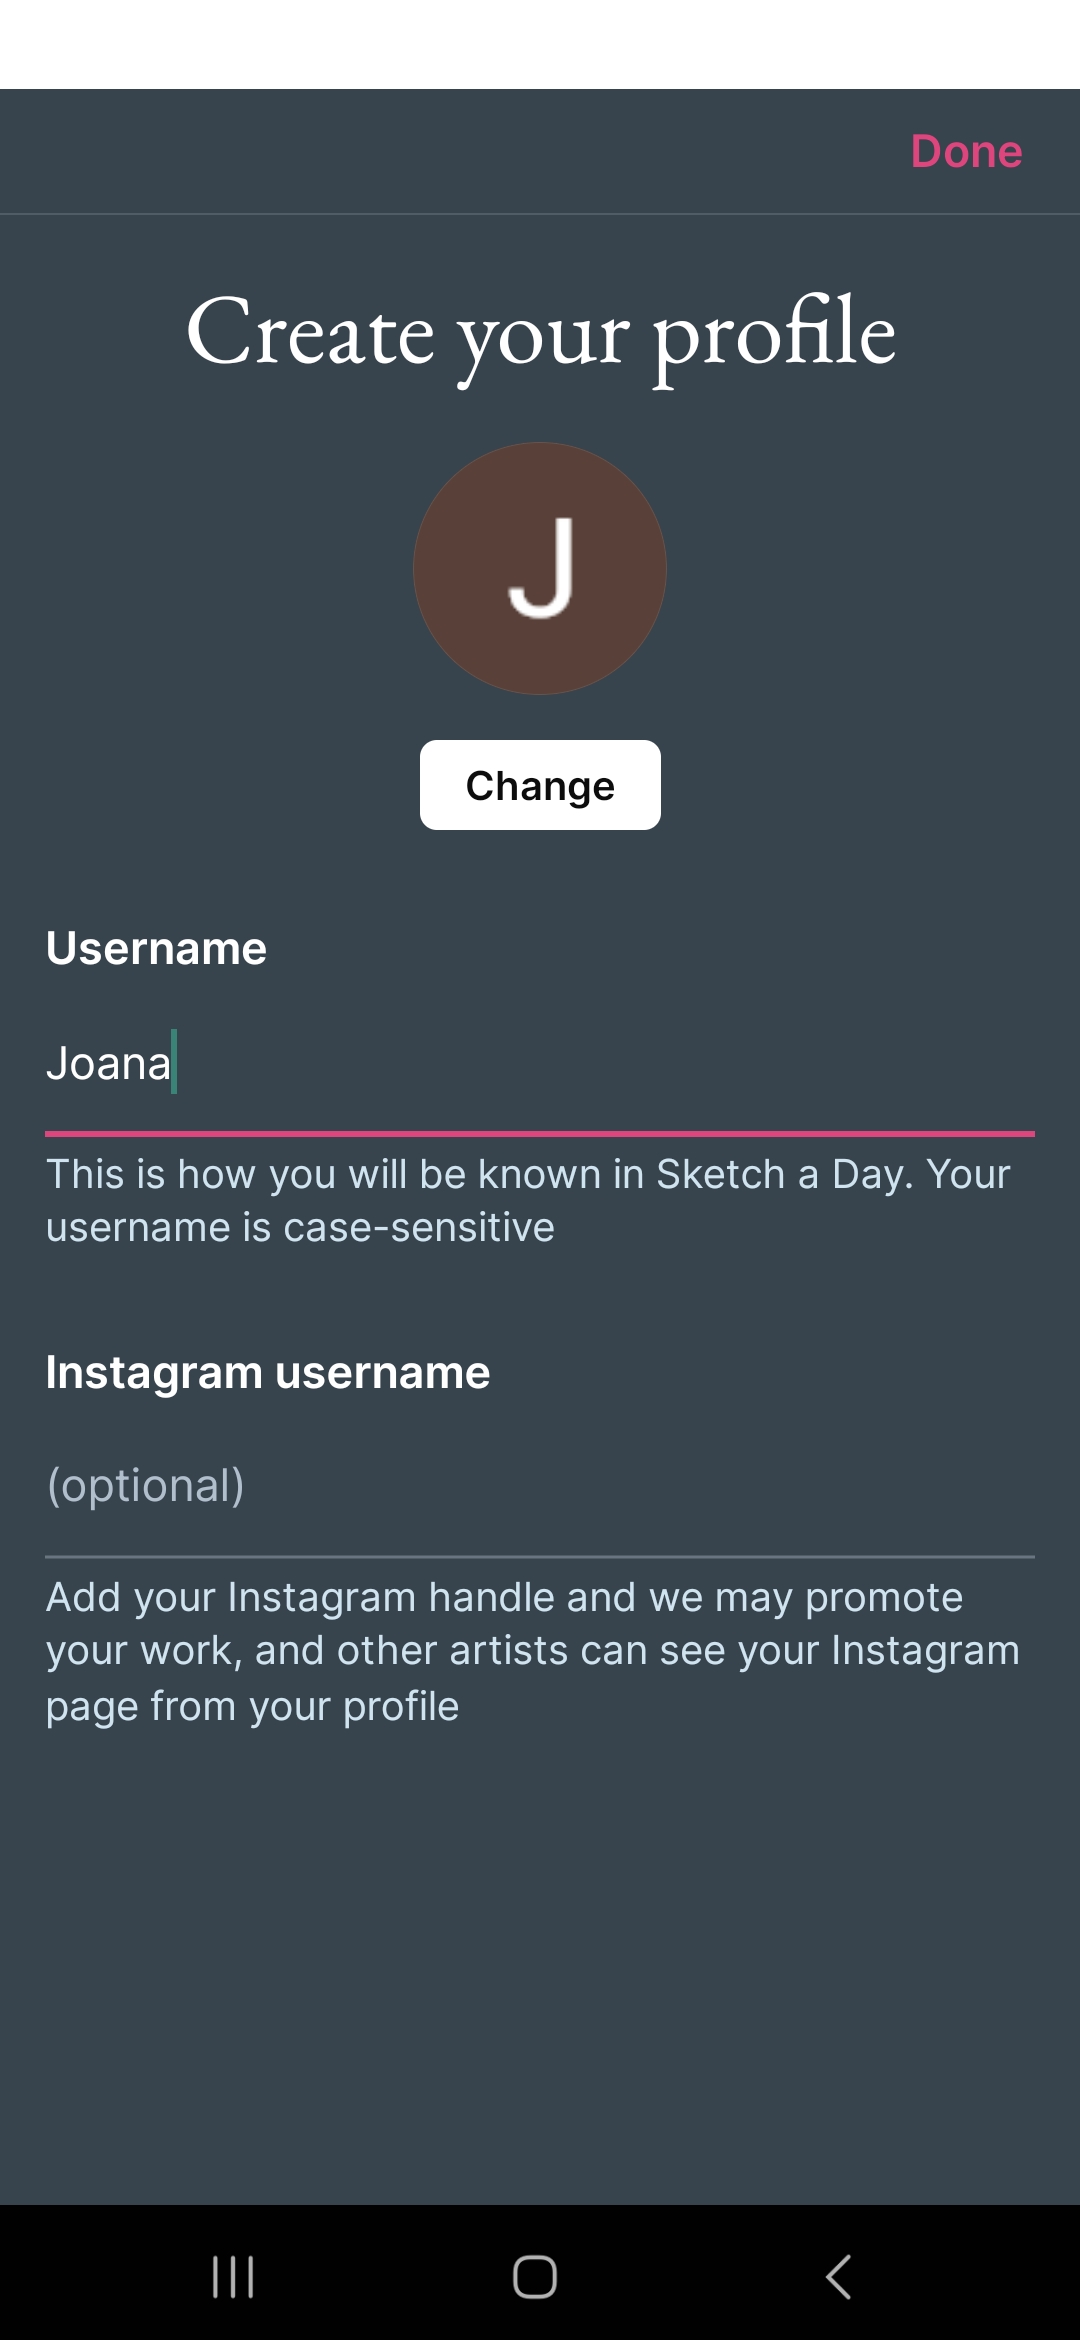 Done
Create your profile
J
Change
Username
Joana
This is how you will be known in Sketch a Day. Your
username is case-sensitive
Instagram username
(optional)
Add your Instagram handle and we may promote
your work, and other artists can see your Instagram
page from your profile